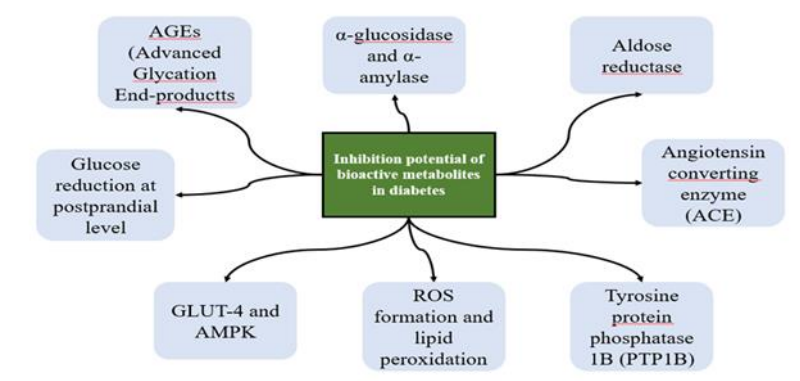 AGEs
(Advanced
Glycation
End-productts
α-glucosidase
and α-
amylase
Aldose
reductase
Inhibition potential of
bioactive metabolites
in diabetes
Glucose
reduction at
postprandial
level
Angiotensin
converting
enzyme
(ACE)
GLUT-4 and
AMPK
ROS
formation and
lipid
peroxidation
Tyrosine
protein
phosphatase
1B (PTP1B)